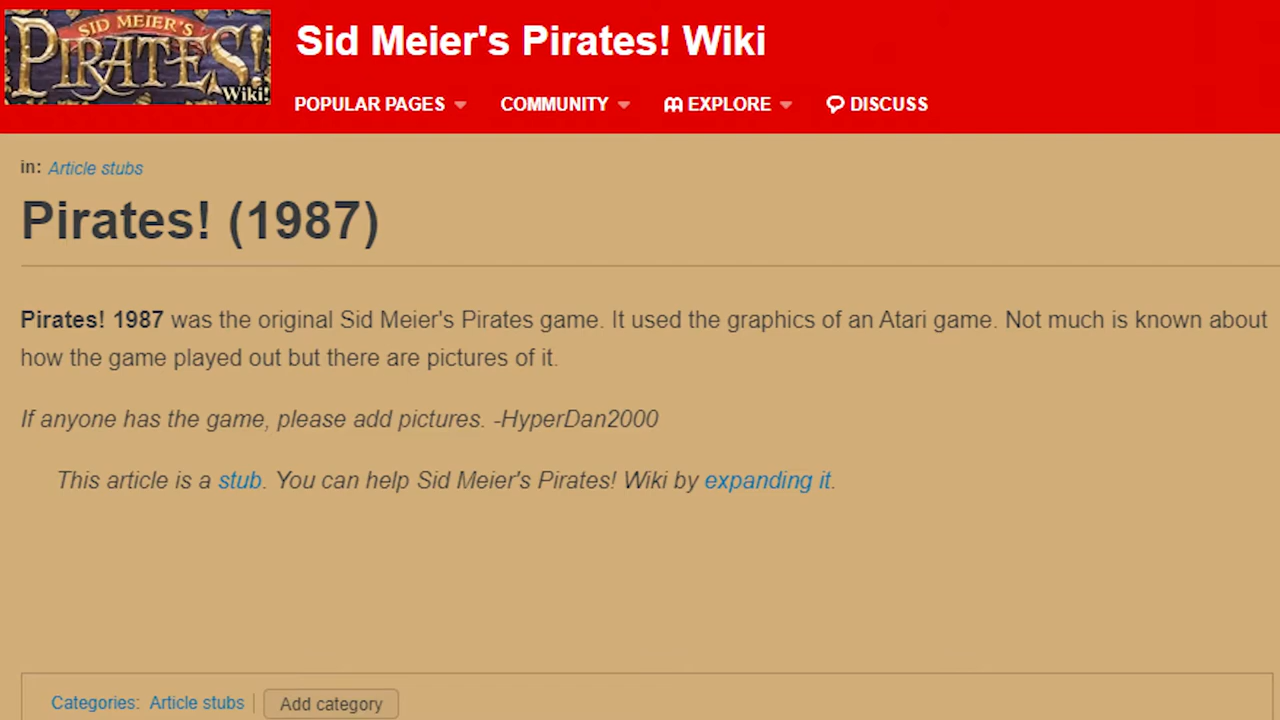 SID MEIER'S
PIRATES!
Wiki!
Sid Meier's Pirates! Wiki
POPULAR PAGES COMMUNITY EXPLORE DISCUSS
in: Article stubs
Pirates! (1987)
Pirates! 1987 was the original Sid Meier's Pirates game. It used the graphics of an Atari game. Not much is known about
how the game played out but there are pictures of it.
If anyone has the game, please add pictures. -HyperDan2000
This article is a stub. You can help Sid Meier's Pirates! Wiki by expanding it.
Categories: Article stubs Add category